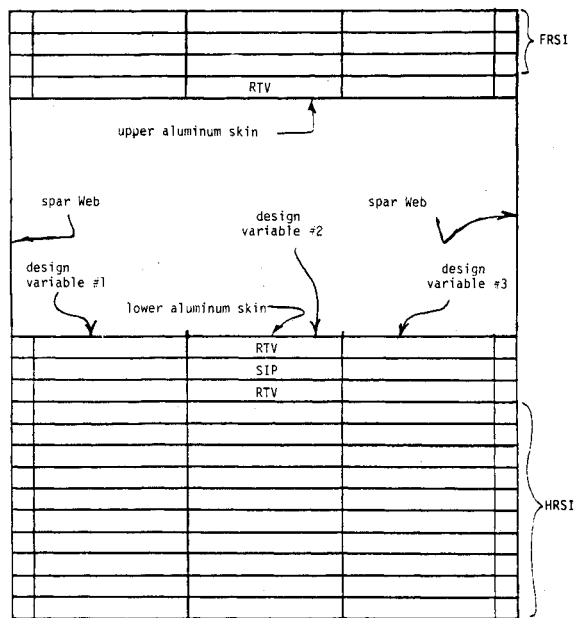 FRSI
RTV
upper aluminum skin
spar Web
spar Web
design
variable #2
design
variable #1
design
variable #3
lower aluminum skin
RTV
SIP
RTV
HRSI